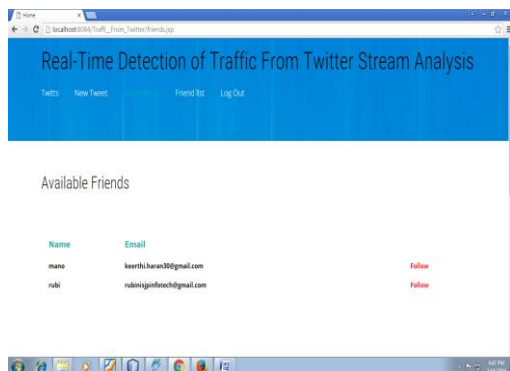 Home
localhost:8084/Traffi_From_Twitter/friends.jsp
Real-Time Detection of Traffic From Twitter Stream Analysis
Twitts New Tweet Friend list Log Out
Available Friends
Name Email
mano keerthi.haran30@gmail.com Follow
rubi rubinisjpinfotech@gmail.com Follow